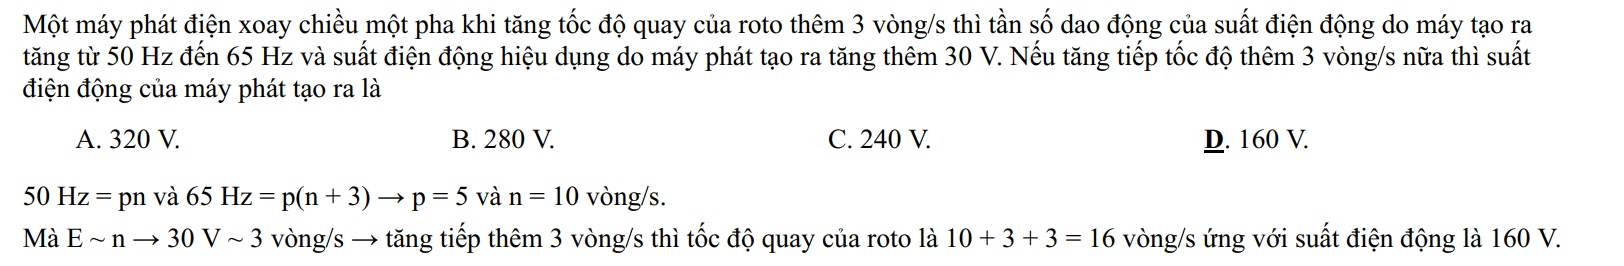 Một máy phát điện xoay chiều một pha khi tăng tốc độ quay của roto thêm 3 vòng/s thì tần số dao động của suất điện động do máy tạo ra
tăng từ 50 Hz đến 65 Hz và suất điện động hiệu dụng do máy phát tạo ra tăng thêm 30 V. Nếu tăng tiếp tốc độ thêm 3 vòng/s nữa thì suất
điện động của máy phát tạo ra là
A. 320 V. B. 280 V. C. 240 V. D. 160 V.
50 Hz = pn và 65 Hz = p(n + 3) → p = 5 và n = 10 vòng/s.
Mà E ~ n → 30 V ~ 3 vòng/s → tăng tiếp thêm 3 vòng/s thì tốc độ quay của roto là 10 + 3 + 3 = 16 vòng/s ứng với suất điện động là 160 V.